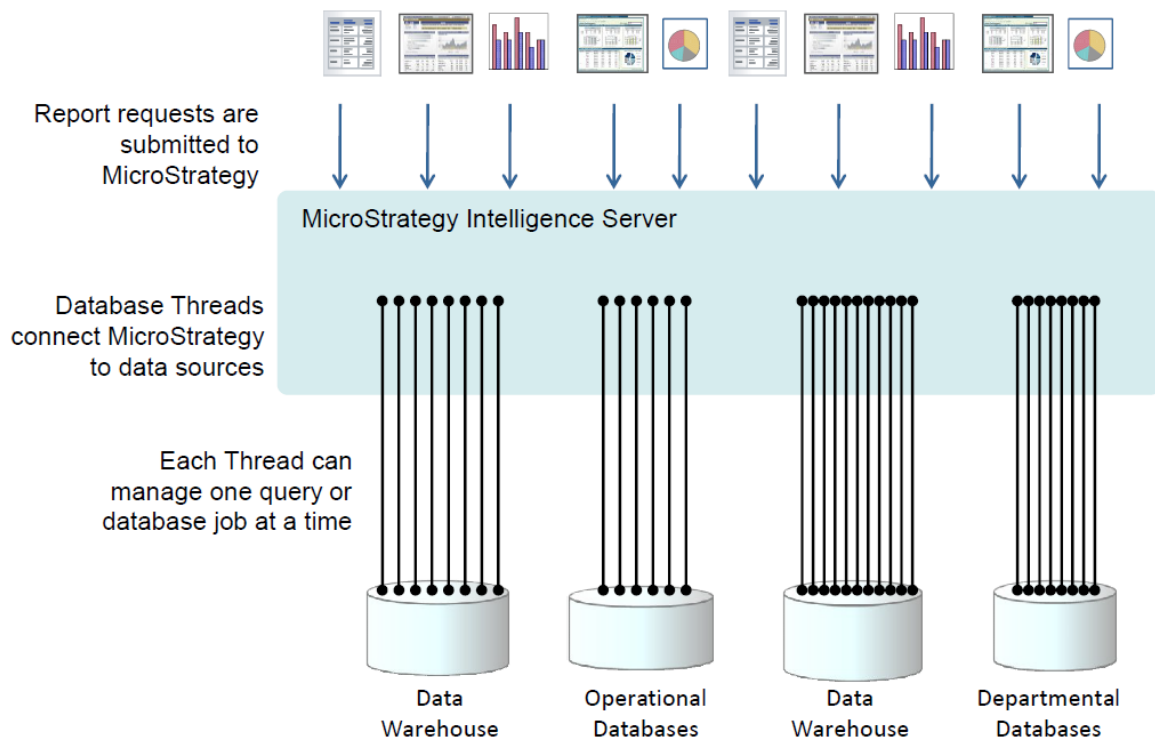 Report requests are
submitted to
MicroStrategy
MicroStrategy Intelligence Server
Database Threads
connect MicroStrategy
to data sources
Each Thread can
manage one query or
database job at a time
Data
Warehouse
Operational
Databases
Data
Warehouse
Departmental
Databases